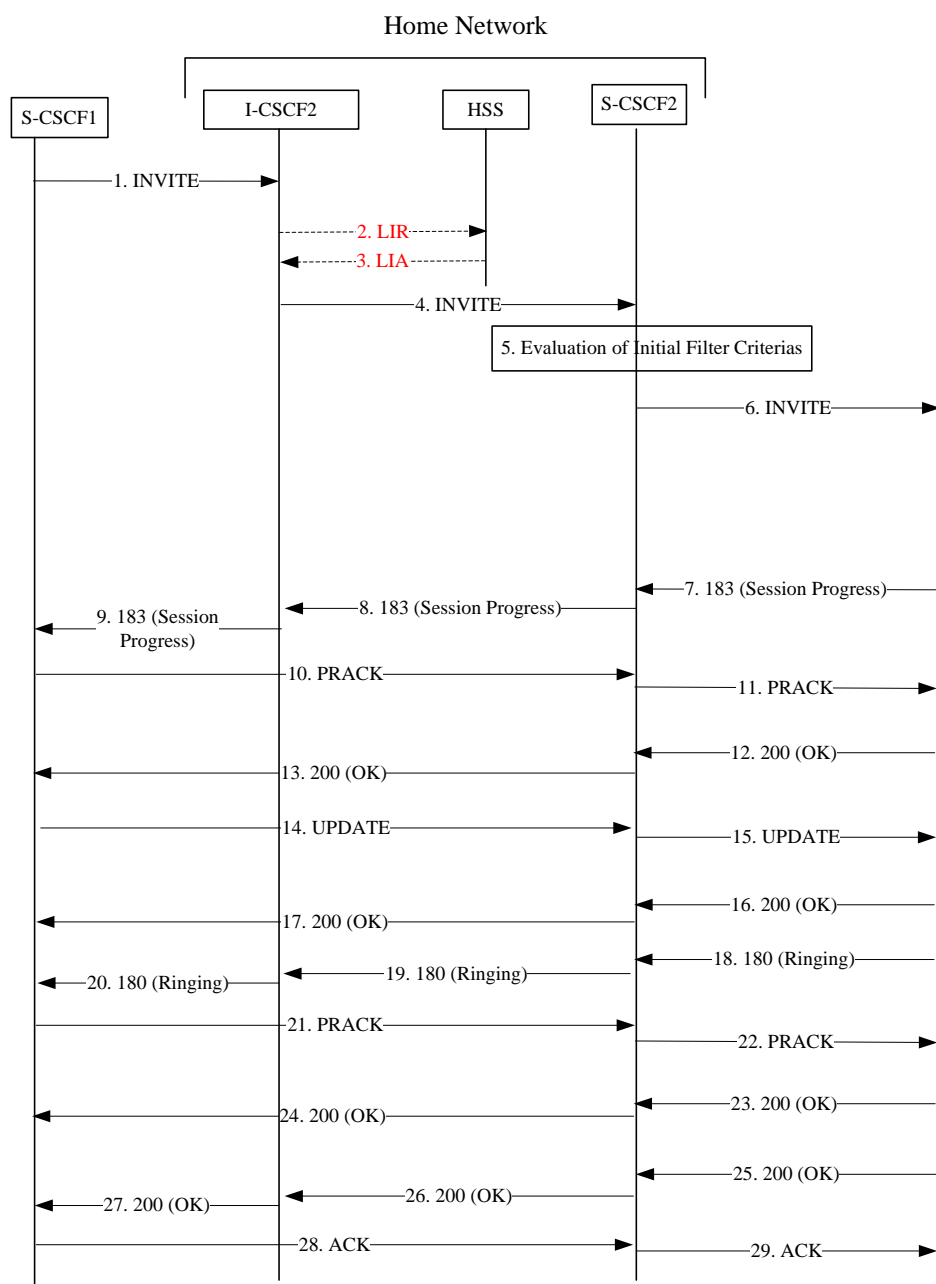 Home Network
S-CSCF1
I-CSCF2
HSS
S-CSCF2
1. INVITE
2. LIR
3. LIA
4. INVITE
5. Evaluation of Initial Filter Criterias
6. INVITE
7. 183 (Session Progress)
8. 183 (Session Progress)
9. 183 (Session
Progress)
10. PRACK
11. PRACK
12. 200 (OK)
13. 200 (OK)
14. UPDATE
15. UPDATE
16. 200 (OK)
17. 200 (OK)
18. 180 (Ringing)
19. 180 (Ringing)
20. 180 (Ringing)
21. PRACK
22. PRACK
23. 200 (OK)
24. 200 (OK)
25. 200 (OK)
26. 200 (OK)
27. 200 (OK)
28. ACK
29. ACK